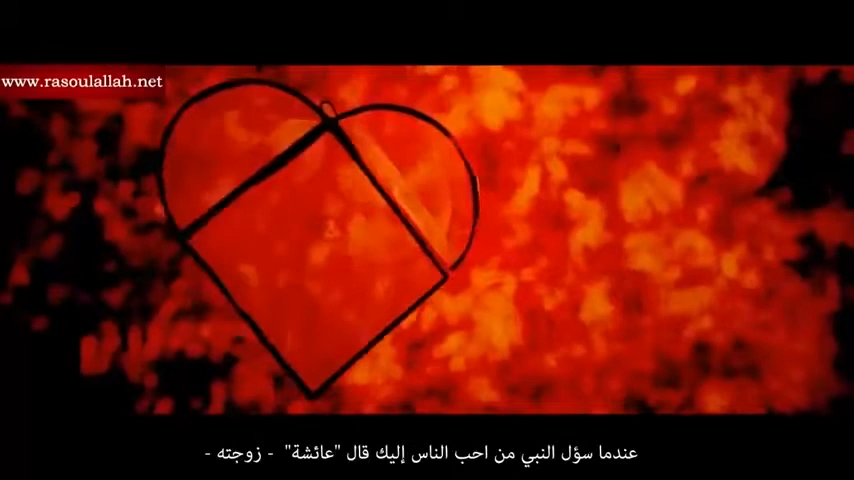 www.rasoulallah.net
عندما سؤل النبي من احب الناس إليك قال "عائشة" - زوجته -